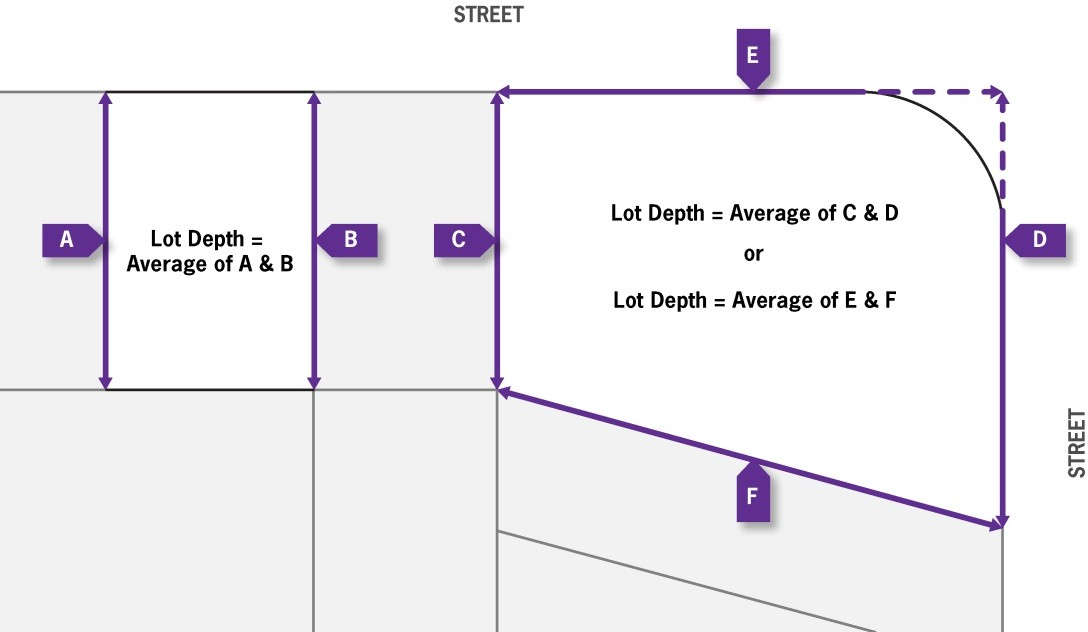 STREET
E
A
Lot Depth =
Average of A & B
B
C
Lot Depth = Average of C & D
or
Lot Depth = Average of E & F
D
F
STREET